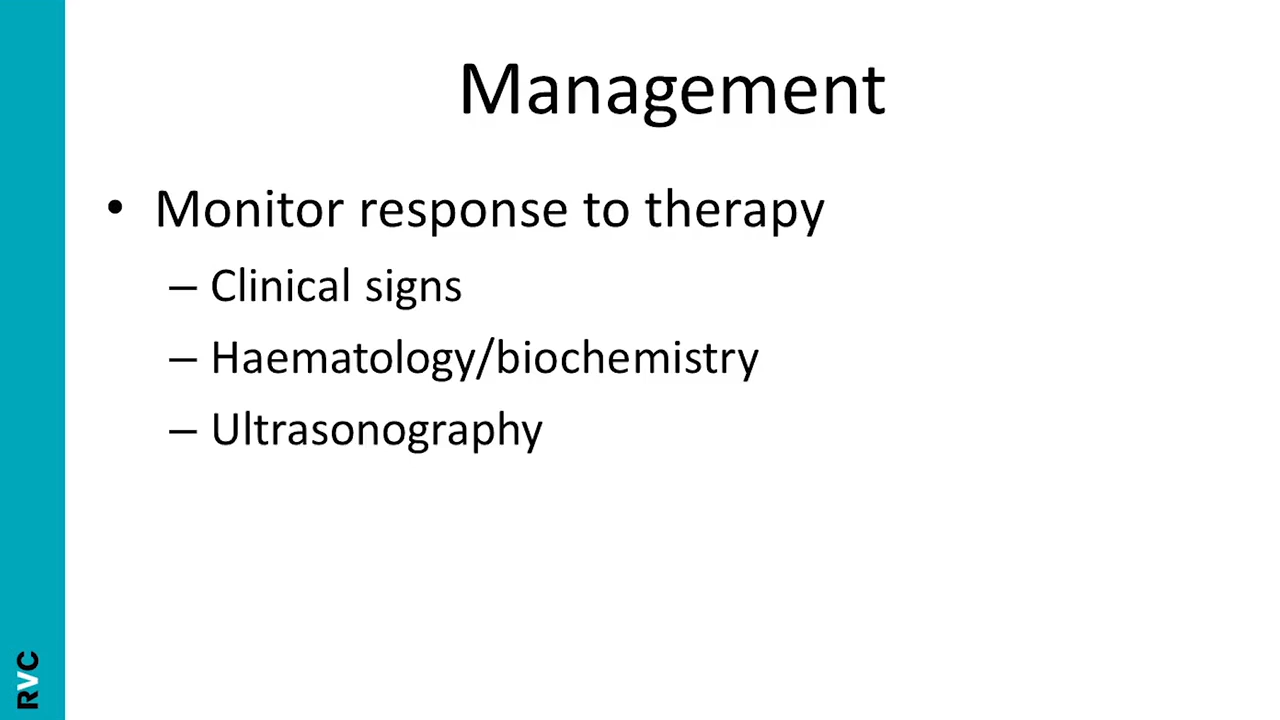 Management
• Monitor response to therapy
– Clinical signs
– Haematology/biochemistry
– Ultrasonography
RVC